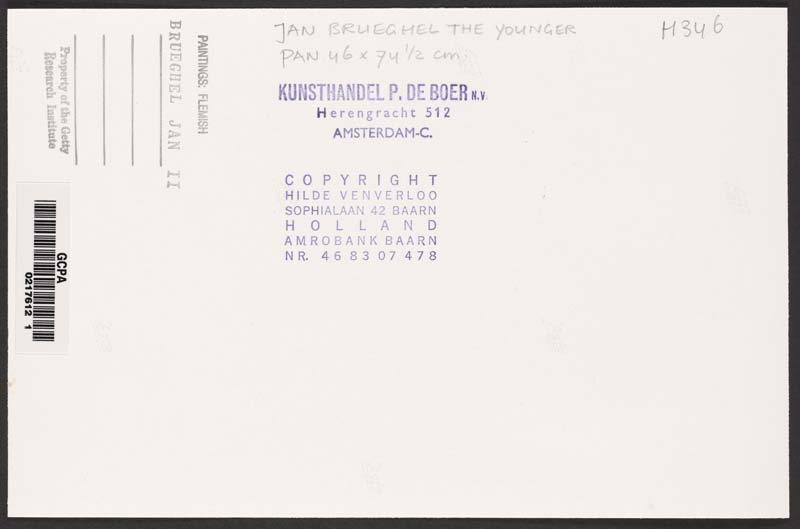 JAN BRUEGHEL THE YOUNGER
PAN 46 x 74 1/2 cm
H346
KUNSTHANDEL P. DE BOER N.V.
Herengracht 512
AMSTERDAM-C.
COPYRIGHT
HILDE VENVERLOO
SOPHIALAAN 42 BAARN
HOLLAND
AMROBANK BAARN
NR. 46 83 07 478
PAINTINGS: FLEMISH
BRUEGHEL JAN II
Property of the Getty
Research Institute
GCPA
0217612 1